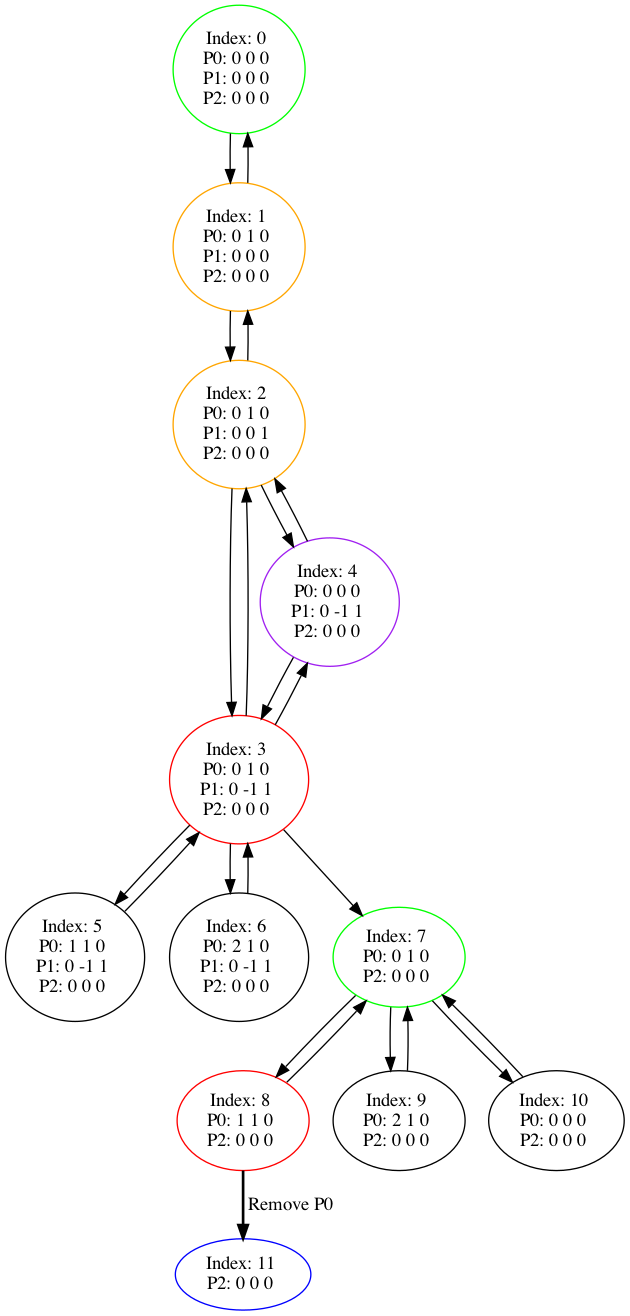 Index: 0
P0: 0 0 0
P1: 0 0 0
P2: 0 0 0
Index: 1
P0: 0 1 0
P1: 0 0 0
P2: 0 0 0
Index: 2
P0: 0 1 0
P1: 0 0 1
P2: 0 0 0
Index: 4
P0: 0 0 0
P1: 0 -1 1
P2: 0 0 0
Index: 3
P0: 0 1 0
P1: 0 -1 1
P2: 0 0 0
Index: 5
P0: 1 1 0
P1: 0 -1 1
P2: 0 0 0
Index: 6
P0: 2 1 0
P1: 0 -1 1
P2: 0 0 0
Index: 7
P0: 0 1 0
P2: 0 0 0
Index: 8
P0: 1 1 0
P2: 0 0 0
Index: 9
P0: 2 1 0
P2: 0 0 0
Index: 10
P0: 0 0 0
P2: 0 0 0
Remove P0
Index: 11
P2: 0 0 0